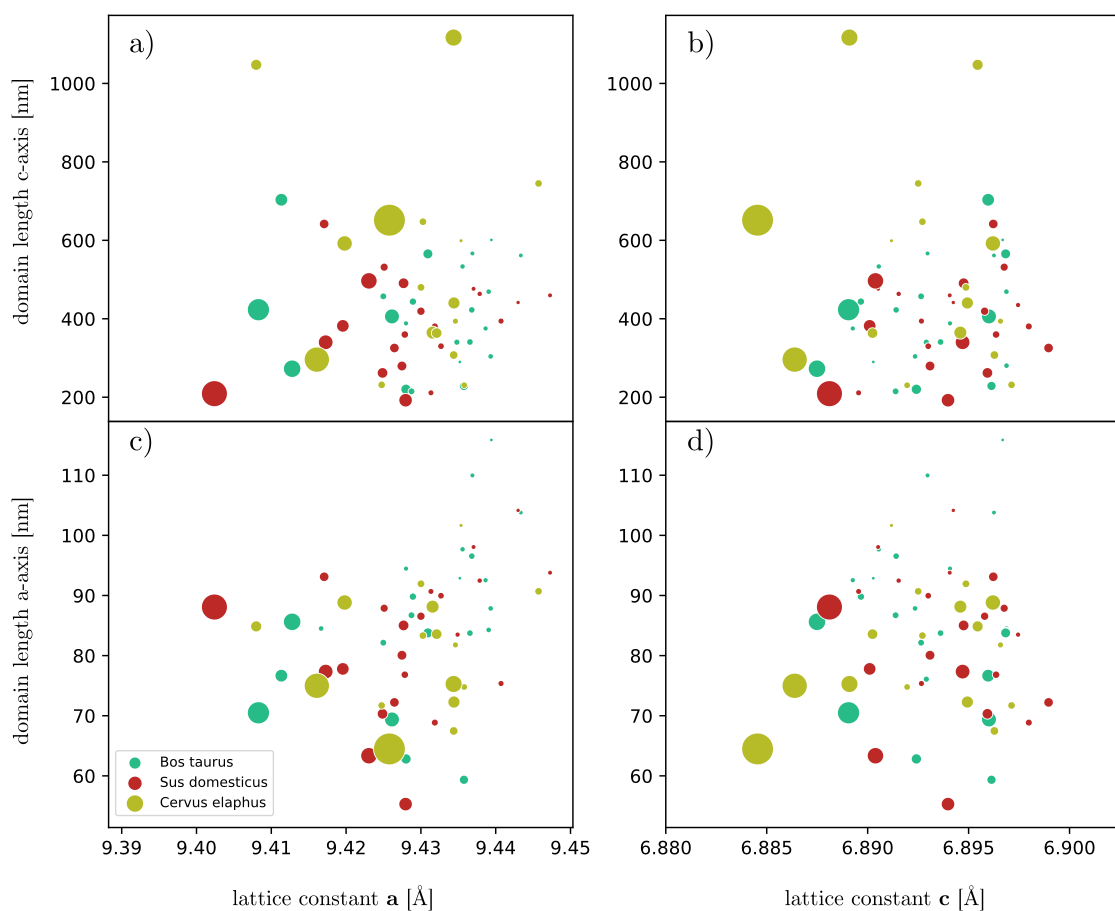 a)
b)
domain length c-axis [nm]
1000
800
600
400
200
1000
800
600
400
200
c)
d)
domain length a-axis [nm]
110
100
90
80
70
60
110
100
90
80
70
60
Bos taurus
Sus domesticus
Cervus elaphus
9.39 9.40 9.41 9.42 9.43 9.44 9.45
6.880 6.885 6.890 6.895 6.900
lattice constant a [Å]
lattice constant c [Å]